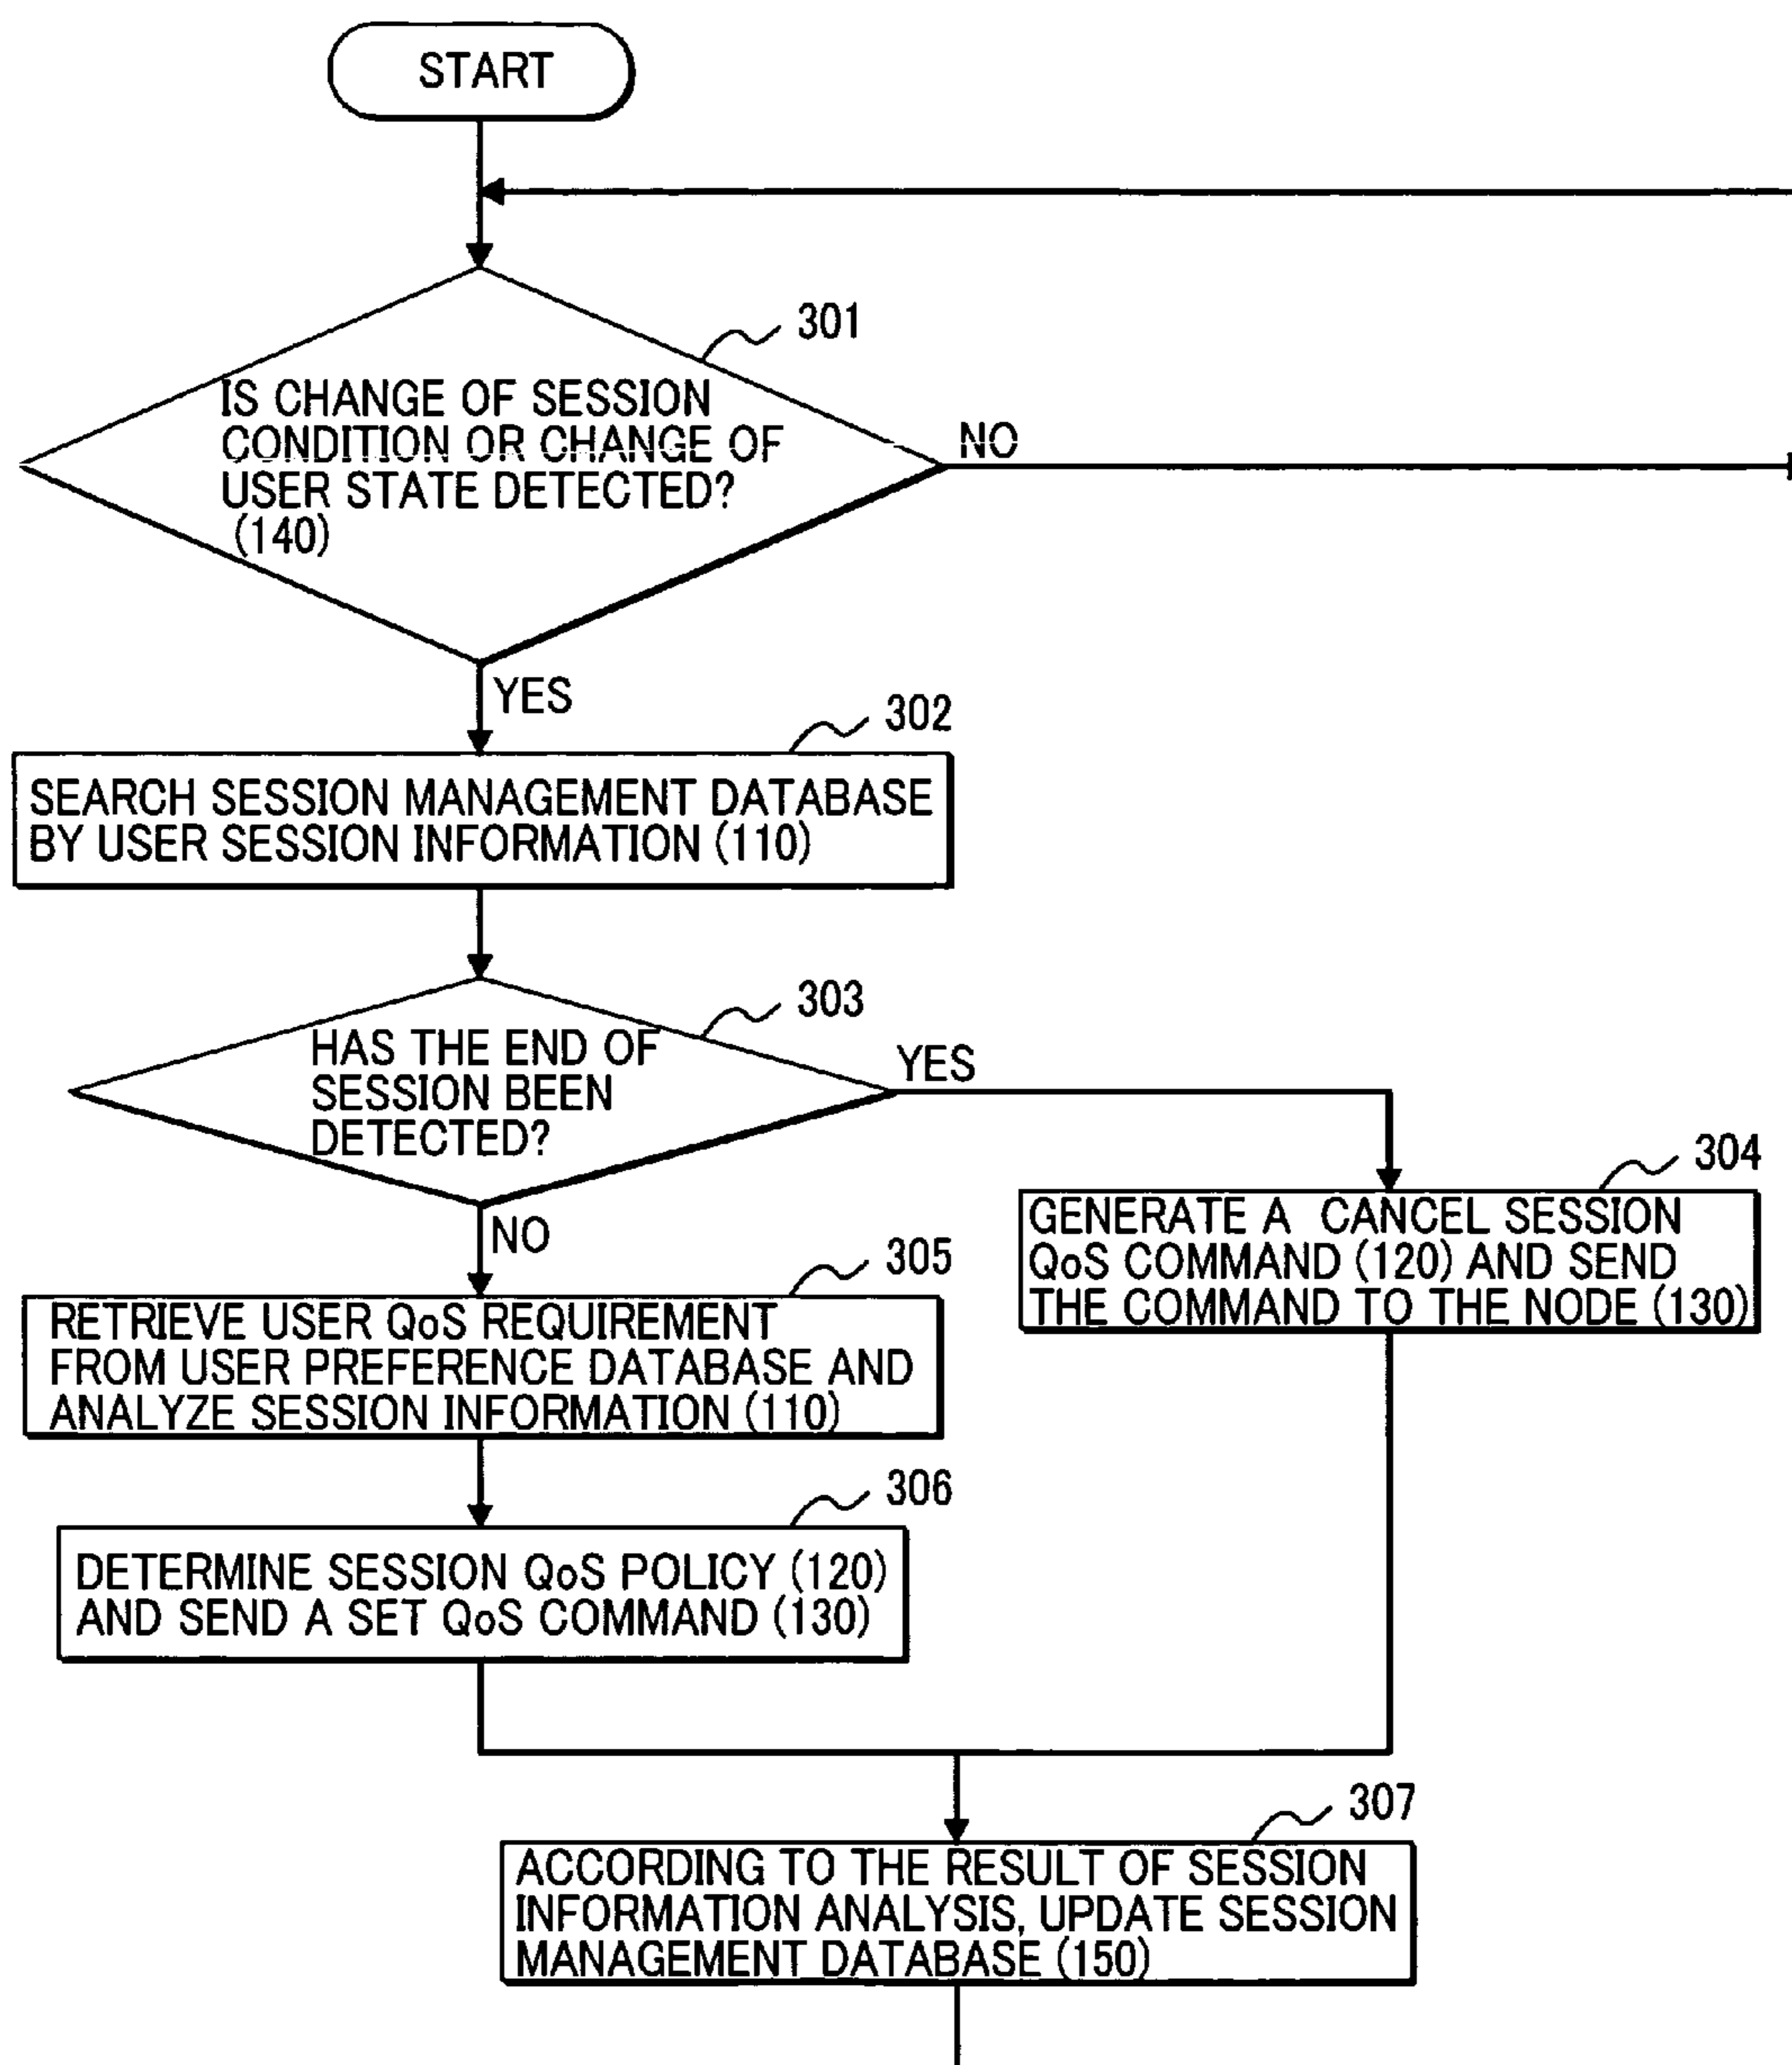 START
301
IS CHANGE OF SESSION
CONDITION OR CHANGE OF
USER STATE DETECTED?
(140)
NO
YES
302
SEARCH SESSION MANAGEMENT DATABASE
BY USER SESSION INFORMATION (110)
303
HAS THE END OF
SESSION BEEN
DETECTED?
YES
NO
304
GENERATE A CANCEL SESSION
QoS COMMAND (120) AND SEND
THE COMMAND TO THE NODE (130)
305
RETRIEVE USER QoS REQUIREMENT
FROM USER PREFERENCE DATABASE AND
ANALYZE SESSION INFORMATION (110)
306
DETERMINE SESSION QoS POLICY (120)
AND SEND A SET QoS COMMAND (130)
307
ACCORDING TO THE RESULT OF SESSION
INFORMATION ANALYSIS, UPDATE SESSION
MANAGEMENT DATABASE (150)